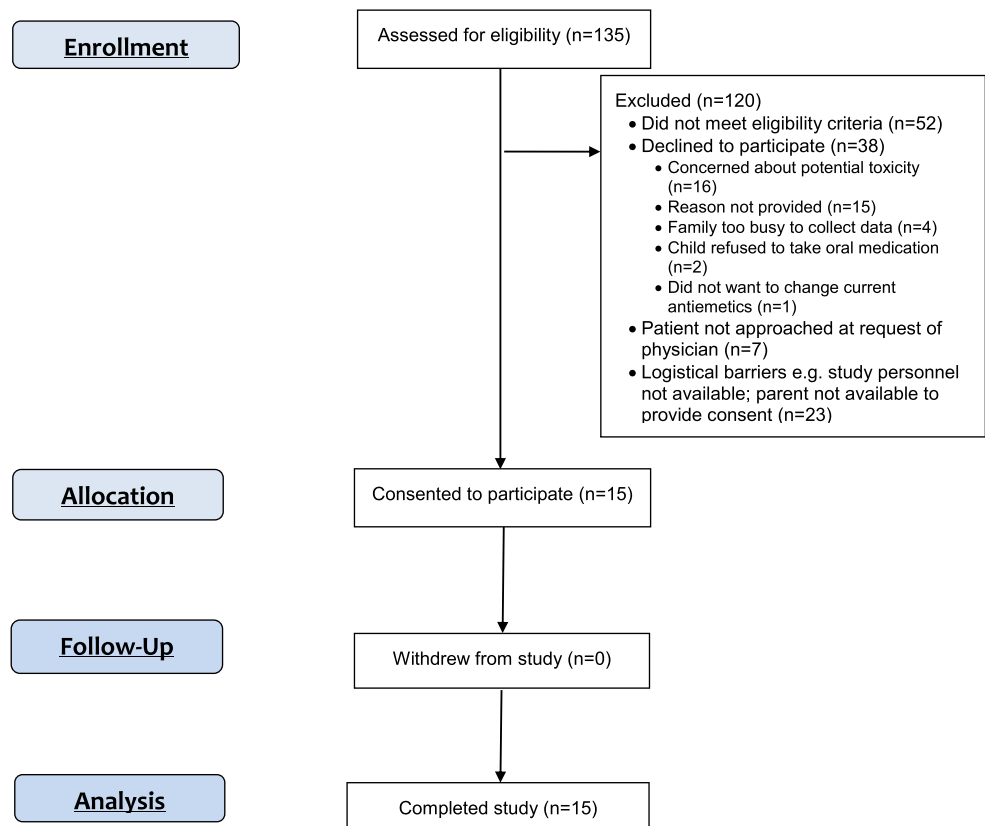 Enrollment
Assessed for eligibility (n=135)
Excluded (n=120)
• Did not meet eligibility criteria (n=52)
• Declined to participate (n=38)
• Concerned about potential toxicity
(n=16)
• Reason not provided (n=15)
• Family too busy to collect data (n=4)
• Child refused to take oral medication
(n=2)
• Did not want to change current
antiemetics (n=1)
• Patient not approached at request of
physician (n=7)
• Logistical barriers e.g. study personnel
not available; parent not available to
provide consent (n=23)
Allocation
Consented to participate (n=15)
Follow-Up
Withdrew from study (n=0)
Analysis
Completed study (n=15)